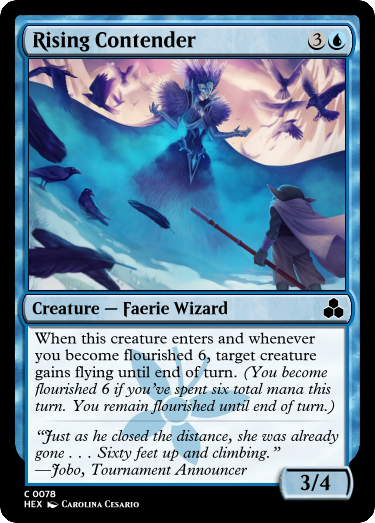 Rising Contender 3
Creature — Faerie Wizard
When this creature enters and whenever
you become flourished 6, target creature
gains flying until end of turn. (You become
flourished 6 if you’ve spent six total mana this
turn. You remain flourished until end of turn.)
“Just as he closed the distance, she was already
gone . . . Sixty feet up and climbing.”
—Jobo, Tournament Announcer
3/4
C 0078
HEX Carolina Cesario